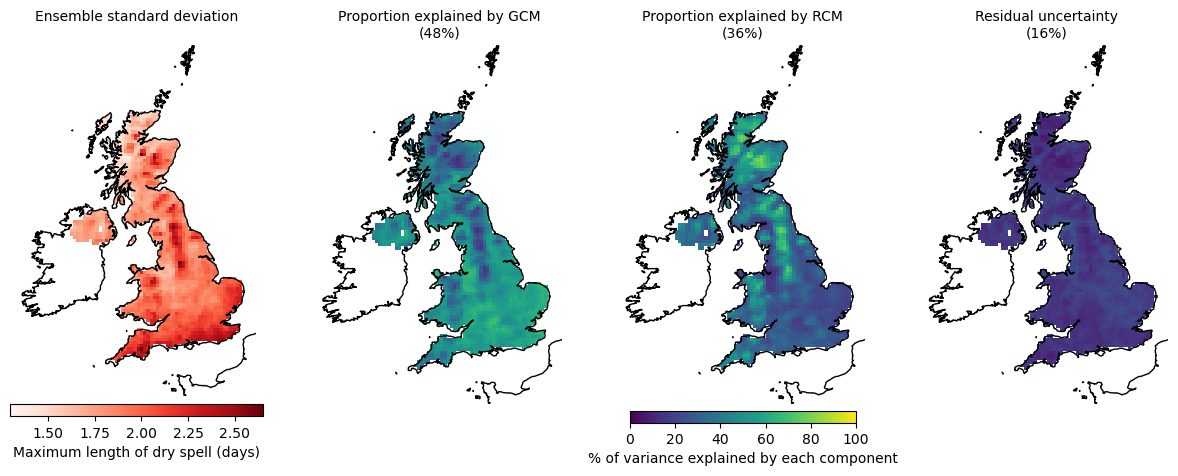 Ensemble standard deviation
Proportion explained by GCM
(48%)
Proportion explained by RCM
(36%)
Residual uncertainty
(16%)
1.50 1.75 2.00 2.25 2.50
Maximum length of dry spell (days)
0 20 40 60 80 100
% of variance explained by each component